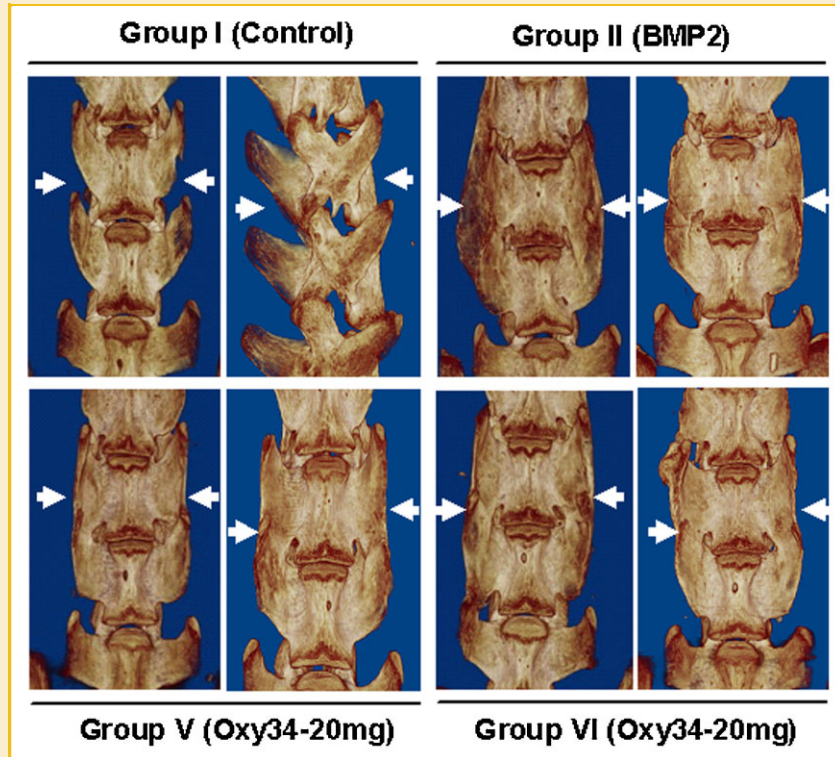 Group I (Control)
Group II (BMP2)
Group V (Oxy34-20mg)
Group VI (Oxy34-20mg)